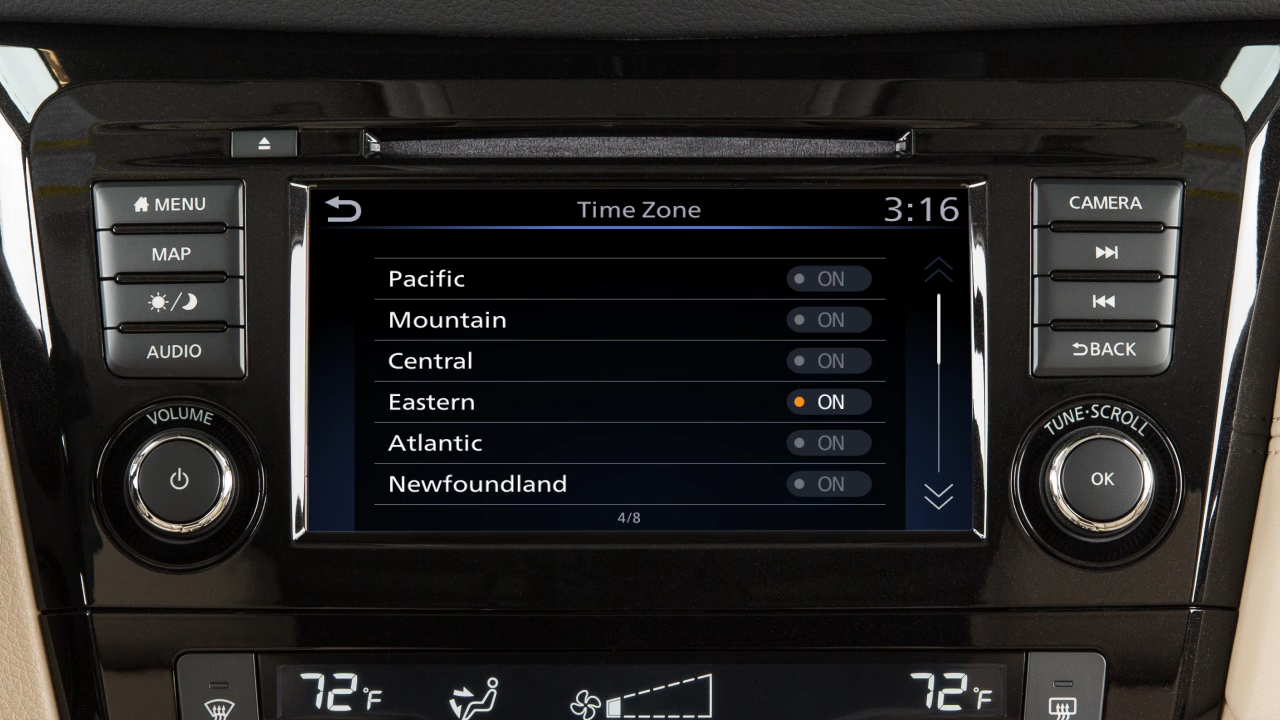 MENU
MAP
AUDIO
VOLUME
Time Zone 3:16
Pacific ON
Mountain ON
Central ON
Eastern ON
Atlantic ON
Newfoundland ON
4/8
CAMERA
BACK
TUNE·SCROLL
OK
72°F 72°F